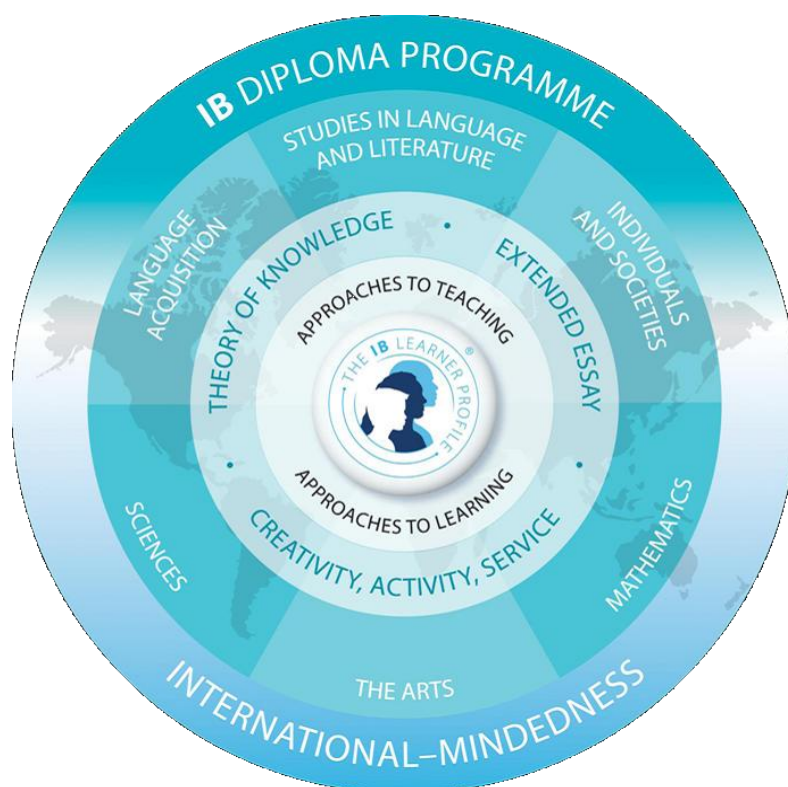 IB DIPLOMA PROGRAMME
STUDIES IN LANGUAGE
AND LITERATURE
LANGUAGE
ACQUISITION
INDIVIDUALS
AND SOCIETIES
THEORY OF KNOWLEDGE
•
EXTENDED ESSAY
APPROACHES TO TEACHING
THE IB LEARNER PROFILE ®
APPROACHES TO LEARNING
•
CREATIVITY, ACTIVITY, SERVICE
•
SCIENCES
MATHEMATICS
THE ARTS
INTERNATIONAL–MINDEDNESS